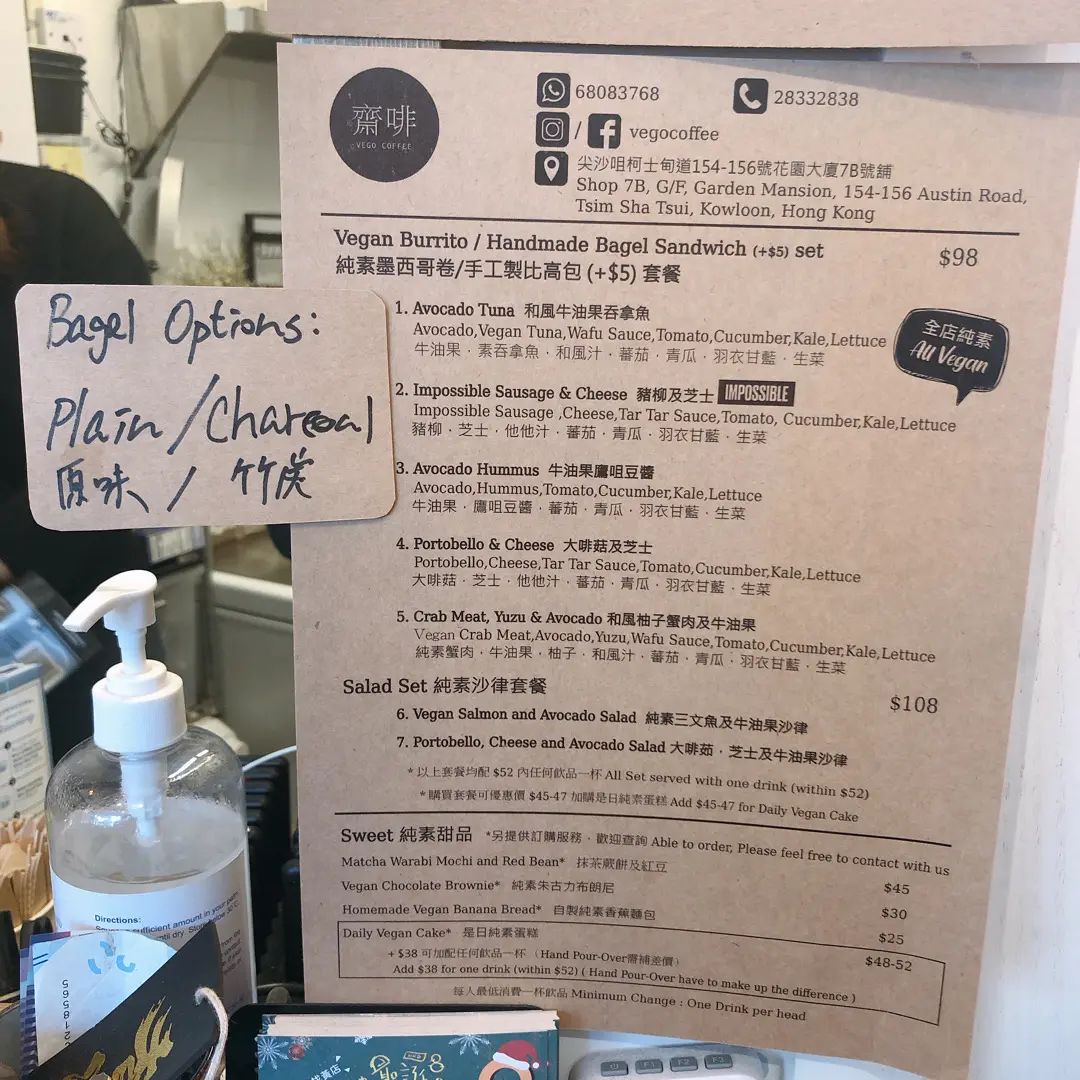 齋啡
VEGO COFFEE
68083768
28332838
/ vegocoffee
尖沙咀柯士甸道154-156號花園大廈7B號舖
Shop 7B, G/F, Garden Mansion, 154-156 Austin Road,
Tsim Sha Tsui, Kowloon, Hong Kong
Vegan Burrito / Handmade Bagel Sandwich (+$5) set $98
純素墨西哥卷/手工製比高包 (+$5) 套餐
Bagel Options:
Plain / Charcoal
原味 / 竹炭
全店純素
All Vegan
1. Avocado Tuna 和風牛油果吞拿魚
Avocado,Vegan Tuna,Wafu Sauce,Tomato,Cucumber,Kale,Lettuce
牛油果 · 素吞拿魚 · 和風汁 · 蕃茄 · 青瓜 · 羽衣甘藍 · 生菜
2. Impossible Sausage & Cheese 豬柳及芝士 IMPOSSIBLE
Impossible Sausage ,Cheese,Tar Tar Sauce,Tomato, Cucumber,Kale,Lettuce
豬柳 · 芝士 · 他他汁 · 蕃茄 · 青瓜 · 羽衣甘藍 · 生菜
3. Avocado Hummus 牛油果鷹咀豆醬
Avocado,Hummus,Tomato,Cucumber,Kale,Lettuce
牛油果 · 鷹咀豆醬 · 蕃茄 · 青瓜 · 羽衣甘藍 · 生菜
4. Portobello & Cheese 大啡菇及芝士
Portobello,Cheese,Tar Tar Sauce,Tomato,Cucumber,Kale,Lettuce
大啡菇 · 芝士 · 他他汁 · 蕃茄 · 青瓜 · 羽衣甘藍 · 生菜
5. Crab Meat, Yuzu & Avocado 和風柚子蟹肉及牛油果
Vegan Crab Meat,Avocado,Yuzu,Wafu Sauce,Tomato,Cucumber,Kale,Lettuce
純素蟹肉 · 牛油果 · 柚子 · 和風汁 · 蕃茄 · 青瓜 · 羽衣甘藍 · 生菜
Salad Set 純素沙律套餐 $108
6. Vegan Salmon and Avocado Salad 純素三文魚及牛油果沙律
7. Portobello, Cheese and Avocado Salad 大啡茹 , 芝士及牛油果沙律
* 以上套餐均配 $52 內任何飲品一杯 All Set served with one drink (within $52)
* 購買套餐可優惠價 $45-47 加購是日純素蛋糕 Add $45-47 for Daily Vegan Cake
Sweet 純素甜品 *另提供訂購服務 · 歡迎查詢 Able to order, Please feel free to contact with us
Matcha Warabi Mochi and Red Bean* 抹茶蕨餅及紅豆 $45
Vegan Chocolate Brownie* 純素朱古力布朗尼 $30
Homemade Vegan Banana Bread* 自製純素香蕉麵包 $25
Daily Vegan Cake* 是日純素蛋糕 $48-52
+ $38 可加配任何飲品一杯 ( Hand Pour-Over需補差價 )
Add $38 for one drink (within $52) ( Hand Pour-Over have to make up the difference )
每人最低消費一杯飲品 Minimum Change : One Drink per head
Directions:
F1 F2 F3